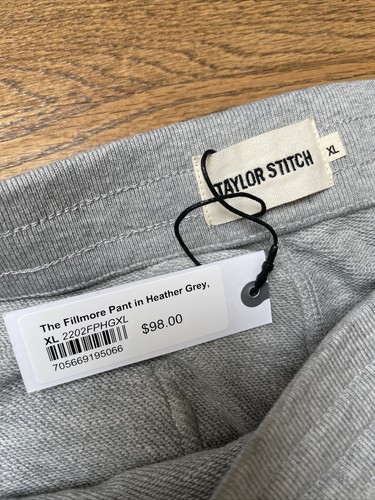 TAYLOR STITCH
XL
The Fillmore Pant in Heather Grey,
XL 2202FPHGXL
$98.00
705669195066